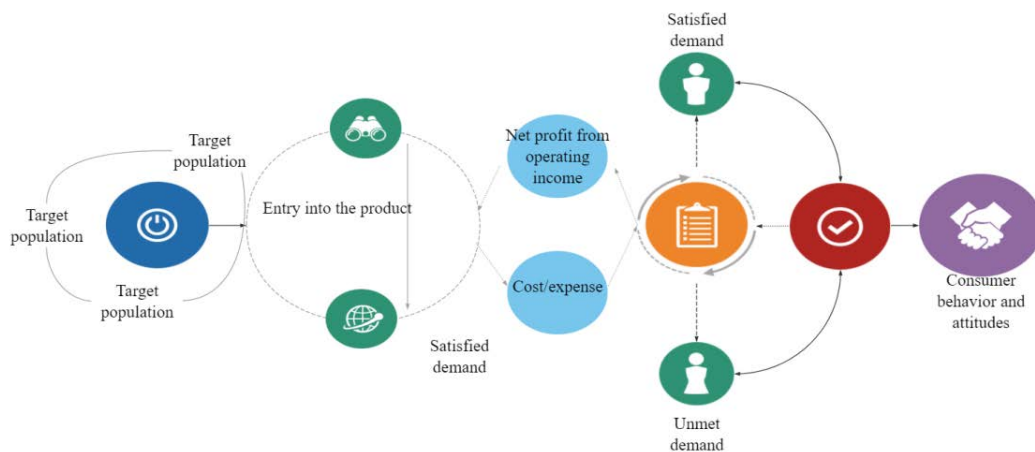 Target
population
Target
population
Target
population
Entry into the product
Satisfied
demand
Net profit from
operating
income
Cost/expense
Satisfied
demand
Unmet
demand
Consumer
behavior and
attitudes